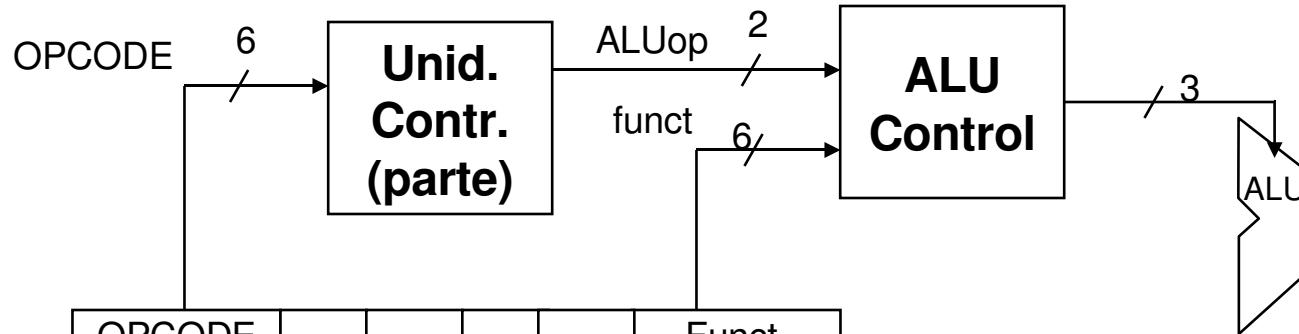 OPCODE
6
Unid.
Contr.
(parte)
ALUop
2
funct
6
ALU
Control
3
ALU
OPCODE
Funct